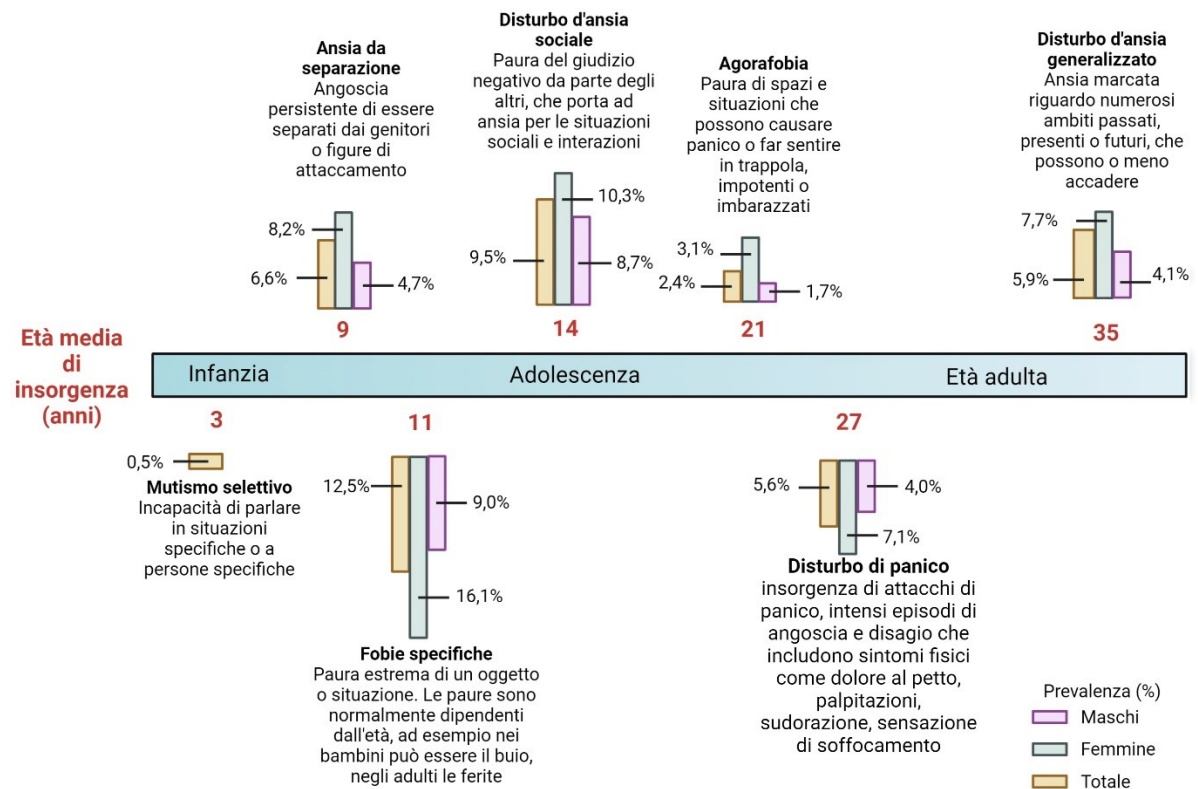 Ansia da
separazione
Angoscia
persistente di essere
separati dai genitori
o figure di
attaccamento
8,2%
6,6%
4,7%
9
Disturbo d'ansia
sociale
Paura del giudizio
negativo da parte degli
altri, che porta ad
ansia per le situazioni
sociali e interazioni
10,3%
9,5%
8,7%
14
Agorafobia
Paura di spazi e
situazioni che
possono causare
panico o far sentire
in trappola,
impotenti o
imbarazzati
3,1%
2,4%
1,7%
21
Disturbo d'ansia
generalizzato
Ansia marcata
riguardo numerosi
ambiti passati,
presenti o futuri, che
possono o meno
accadere
7,7%
5,9%
4,1%
35
Età media
di
insorgenza
(anni)
Infanzia
Adolescenza
Età adulta
3
0,5%
Mutismo selettivo
Incapacità di parlare
in situazioni
specifiche o a
persone specifiche
11
12,5%
9,0%
16,1%
Fobie specifiche
Paura estrema di un oggetto
o situazione. Le paure sono
normalmente dipendenti
dall'età, ad esempio nei
bambini può essere il buio,
negli adulti le ferite
27
5,6%
4,0%
7,1%
Disturbo di panico
insorgenza di attacchi di
panico, intensi episodi di
angoscia e disagio che
includono sintomi fisici
come dolore al petto,
palpitazioni,
sudorazione, sensazione
di soffocamento
Prevalenza (%)
Maschi
Femmine
Totale